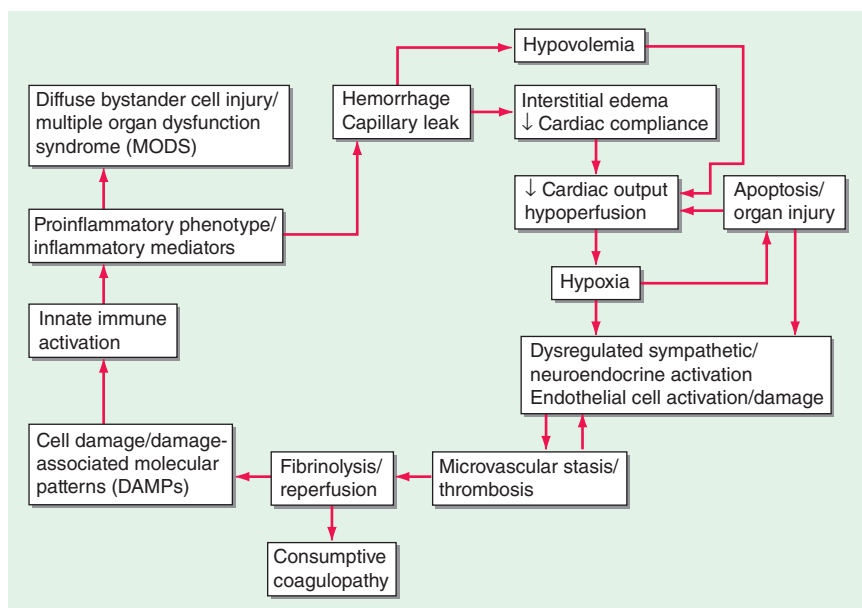 Hypovolemia
Diffuse bystander cell injury/
multiple organ dysfunction
syndrome (MODS)
Hemorrhage
Capillary leak
Interstitial edema
↓ Cardiac compliance
Proinflammatory phenotype/
inflammatory mediators
↓ Cardiac output
hypoperfusion
Apoptosis/
organ injury
Hypoxia
Innate immune
activation
Dysregulated sympathetic/
neuroendocrine activation
Endothelial cell activation/damage
Cell damage/damage-
associated molecular
patterns (DAMPs)
Fibrinolysis/
reperfusion
Microvascular stasis/
thrombosis
Consumptive
coagulopathy